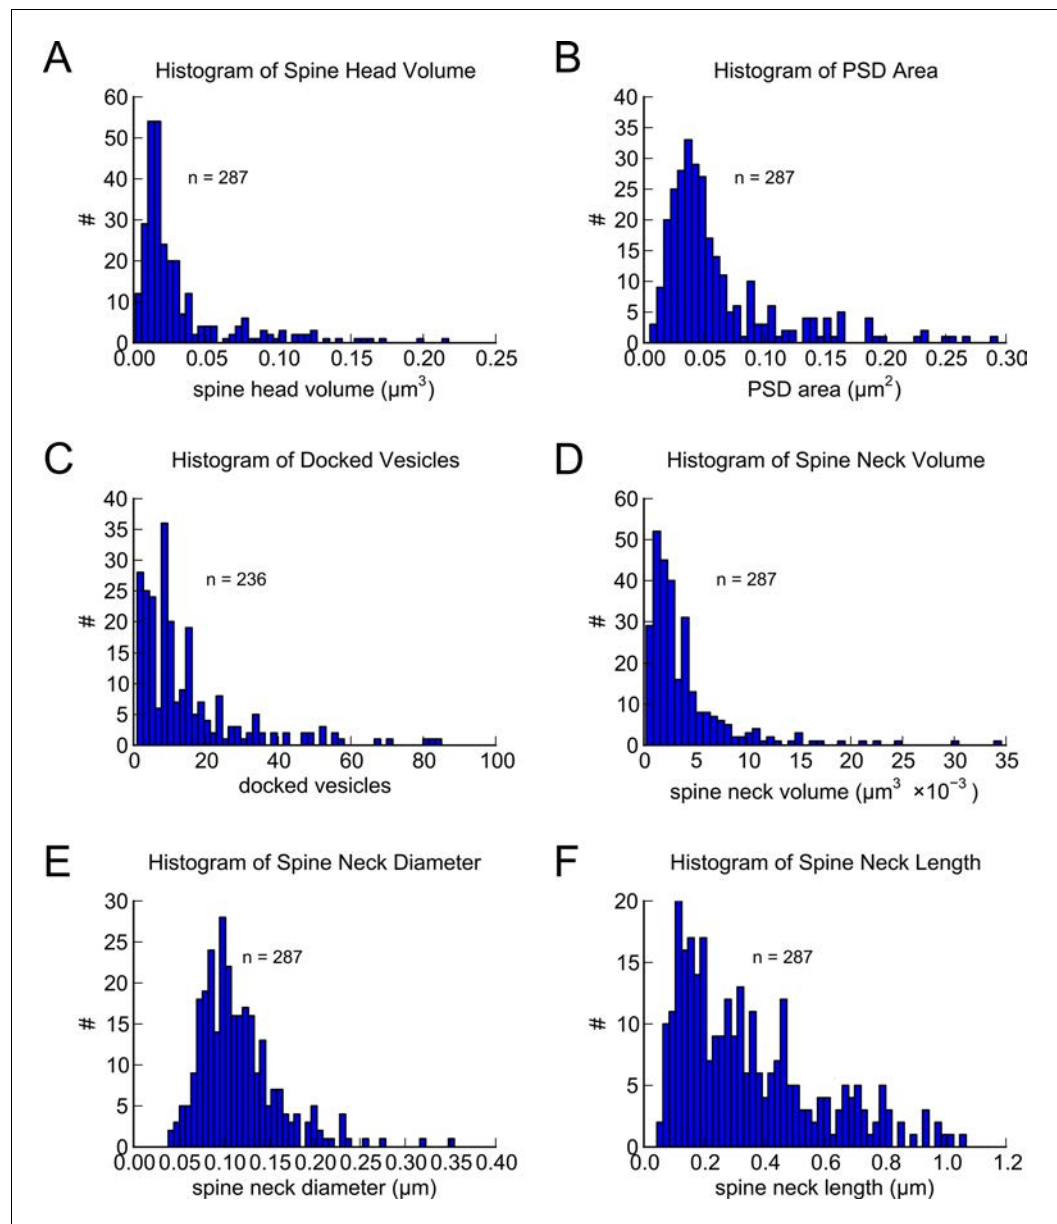 A
Histogram of Spine Head Volume
60
50
40
30
20
10
0
#
n = 287
0.00 0.05 0.10 0.15 0.20 0.25
spine head volume (µm³)
B
Histogram of PSD Area
40
35
30
25
20
15
10
5
0
#
n = 287
0.00 0.05 0.10 0.15 0.20 0.25 0.30
PSD area (µm²)
C
Histogram of Docked Vesicles
40
35
30
25
20
15
10
5
0
#
n = 236
0 20 40 60 80 100
docked vesicles
D
Histogram of Spine Neck Volume
60
50
40
30
20
10
0
#
n = 287
0 5 10 15 20 25 30 35
spine neck volume (µm³ ×10⁻³ )
E
Histogram of Spine Neck Diameter
30
25
20
15
10
5
0
#
n = 287
0.00 0.05 0.10 0.15 0.20 0.25 0.30 0.35 0.40
spine neck diameter (µm)
F
Histogram of Spine Neck Length
20
15
10
5
0
#
n = 287
0.0 0.2 0.4 0.6 0.8 1.0 1.2
spine neck length (µm)